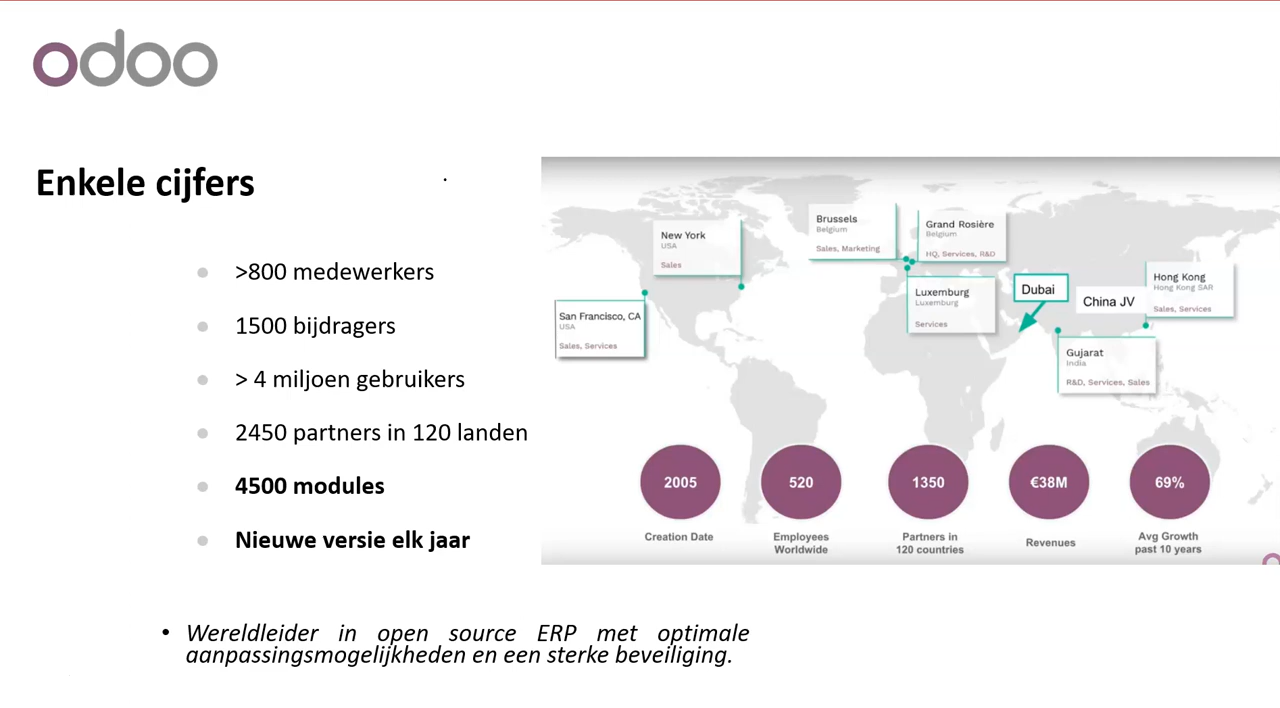 odoo
Enkele cijfers
>800 medewerkers
1500 bijdragers
> 4 miljoen gebruikers
2450 partners in 120 landen
4500 modules
Nieuwe versie elk jaar
Wereldleider in open source ERP met optimale
aanpassingsmogelijkheden en een sterke beveiliging.
New York
USA
Sales
San Francisco, CA
USA
Sales, Services
Brussels
Belgium
Sales, Marketing
Grand Rosière
Belgium
HQ, Services, R&D
Luxemburg
Luxemburg
Services
Dubai
China JV
Hong Kong
Hong Kong SAR
Sales, Services
Gujarat
India
R&D, Services, Sales
2005
Creation Date
520
Employees
Worldwide
1350
Partners in
120 countries
€38M
Revenues
69%
Avg Growth
past 10 years